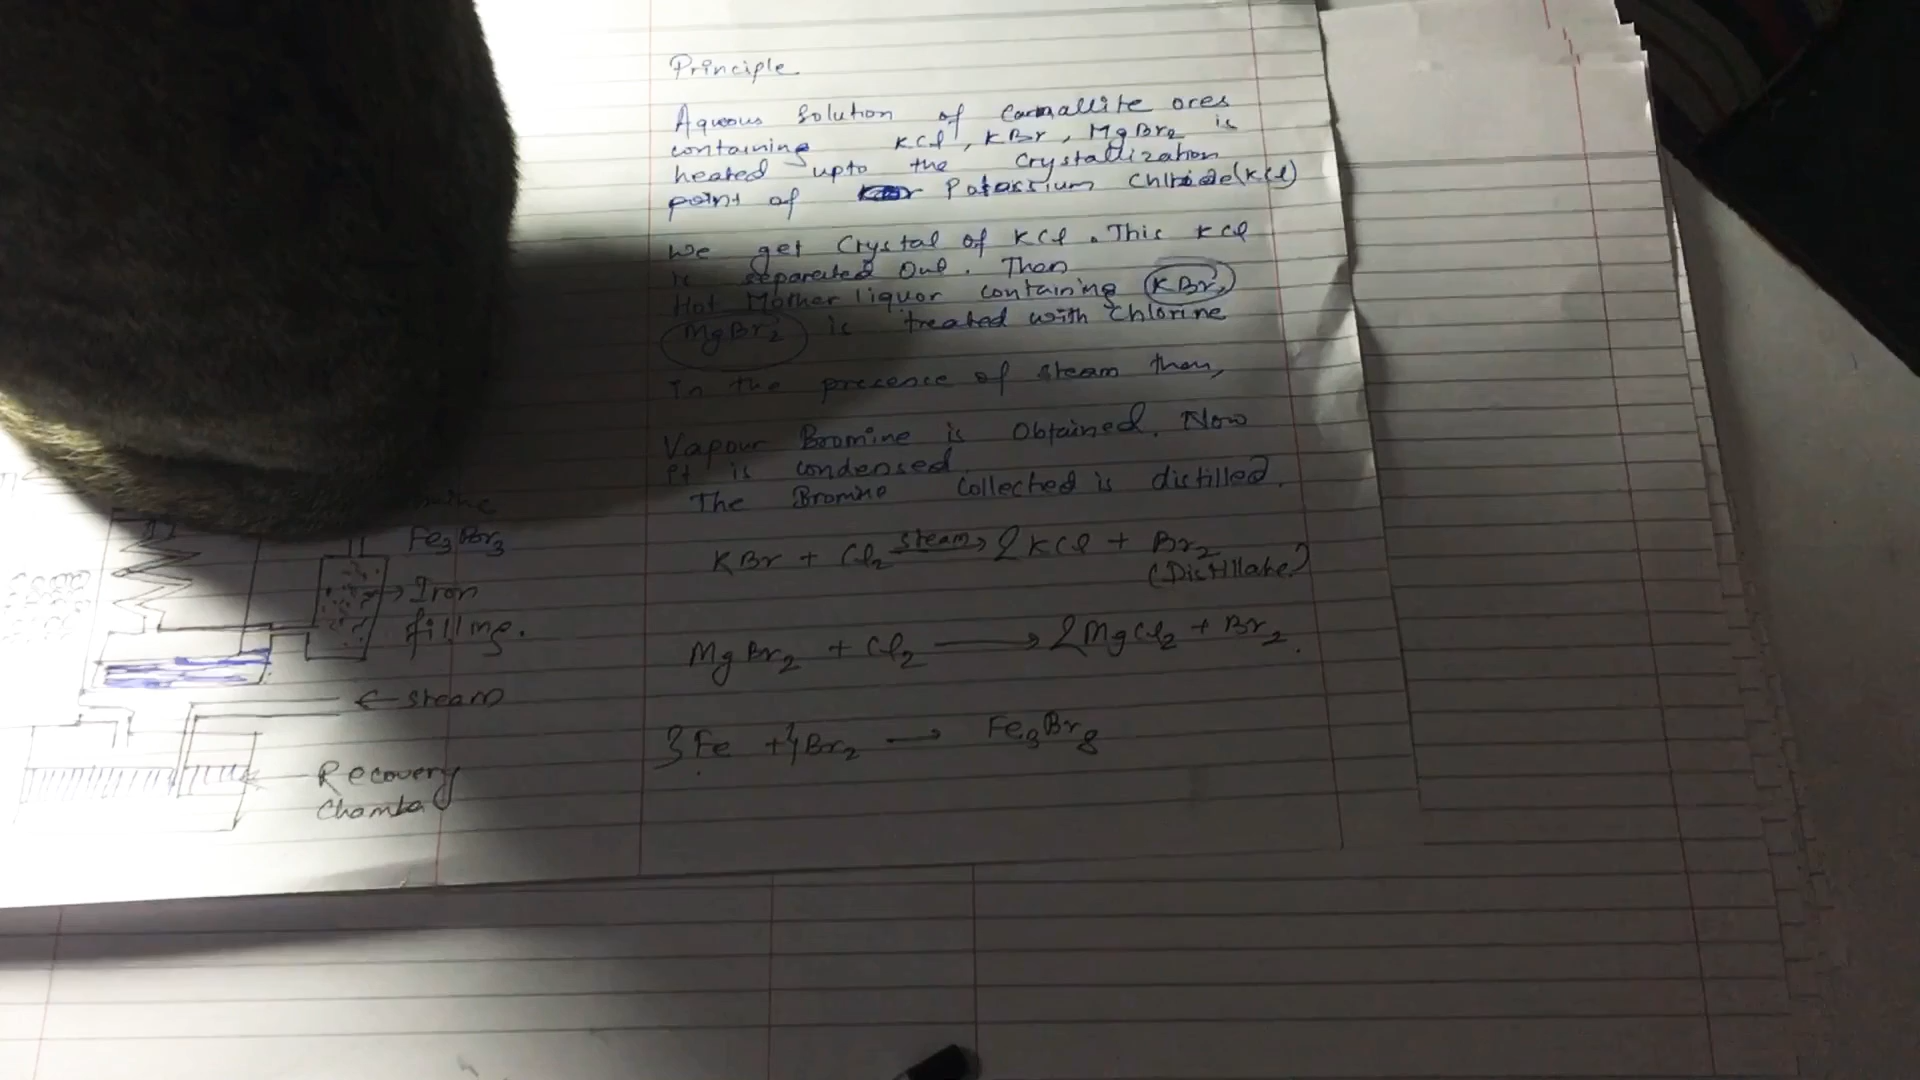 Principle
Aqueous solution of Carnallite ores
containing KCl, KBr, MgBr2 is
heated upto the Crystallization
point of Potassium Chlride (KCl)
We get Crystal of KCl. This KCl
is separated Out. Then
Hot Mother liquor containing KBr,
MgBr2 is treated with Chlorine
In the presence of steam then,
Vapour Bromine is Obtained. Now
it is condensed.
The Bromine Collected is distilled.
KBr + Cl2 steam→ 2KCl + Br2
(Distillate)
MgBr2 + Cl2 → 2MgCl2 + Br2.
3Fe + 4Br2 → Fe3Br8
Fe3Br3
→ Iron
filling.
← steam
Recovery
Chamber